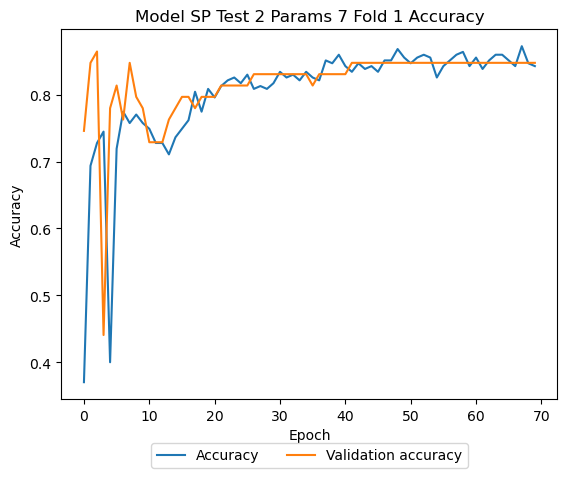 Model SP Test 2 Params 7 Fold 1 Accuracy
Accuracy
0.8
0.7
0.6
0.5
0.4
0 10 20 30 40 50 60 70
Epoch
Accuracy Validation accuracy